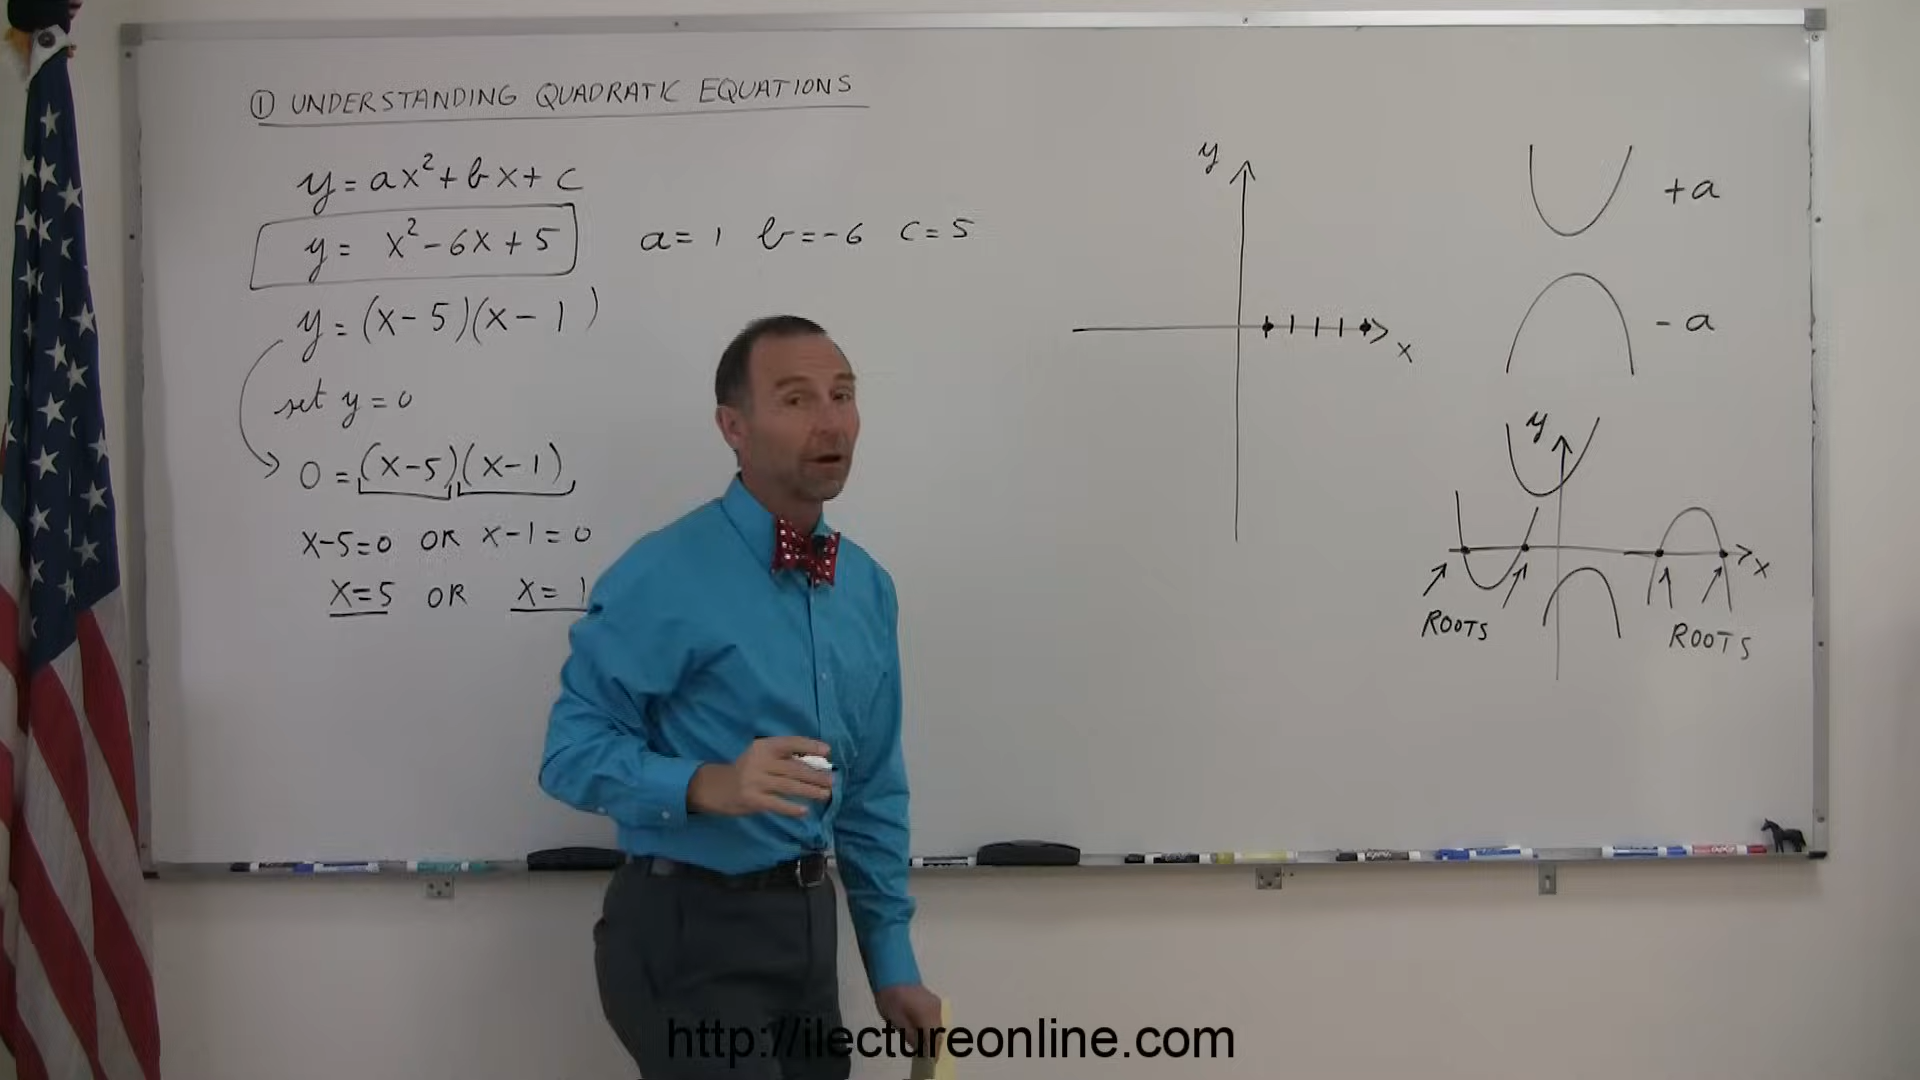 ① UNDERSTANDING QUADRATIC EQUATIONS
y = ax² + bx + c
y = x² - 6x + 5
a = 1 b = -6 c = 5
y = (x - 5)(x - 1)
set y = 0
0 = (x - 5)(x - 1)
x - 5 = 0 OR x - 1 = 0
x = 5 OR x = 1
y
x
+a
- a
y
x
ROOTS
ROOTS
http://ilectureonline.com